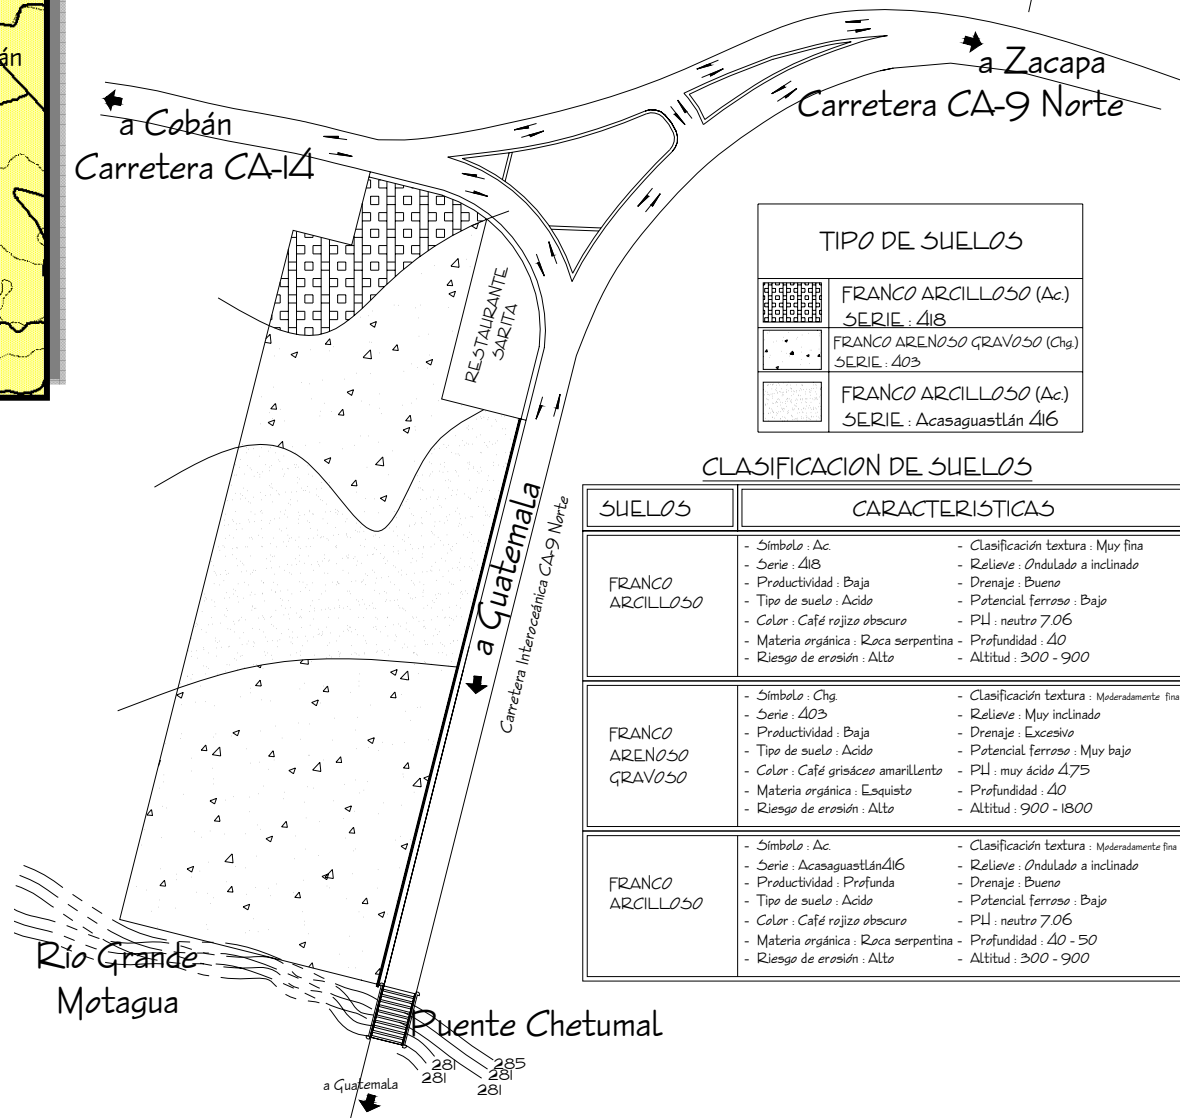 án
a Zacapa
Carretera CA-9 Norte
a Cobán
Carretera CA-14
RESTAURANTE
SARITA
TIPO DE SUELOS
FRANCO ARCILLOSO (Ac.)
SERIE : 418
FRANCO ARENOSO GRAVOSO (Chg.)
SERIE : 403
FRANCO ARCILLOSO (Ac.)
SERIE : Acasaguastlán 416
a Guatemala
Carretera Interoceánica CA-9 Norte
CLASIFICACION DE SUELOS
SUELOS
CARACTERISTICAS
FRANCO
ARCILLOSO
- Símbolo : Ac.
- Serie : 418
- Productividad : Baja
- Tipo de suelo : Acido
- Color : Café rojizo obscuro
- Materia orgánica : Roca serpentina
- Riesgo de erosión : Alto
- Clasificación textura : Muy fina
- Relieve : Ondulado a inclinado
- Drenaje : Bueno
- Potencial ferroso : Bajo
- PH : neutro 7.06
- Profundidad : 40
- Altitud : 300 - 900
FRANCO
ARENOSO
GRAVOSO
- Símbolo : Chg.
- Serie : 403
- Productividad : Baja
- Tipo de suelo : Acido
- Color : Café grisáceo amarillento
- Materia orgánica : Esquisto
- Riesgo de erosión : Alto
- Clasificación textura : Moderadamente fina
- Relieve : Muy inclinado
- Drenaje : Excesivo
- Potencial ferroso : Muy bajo
- PH : muy ácido 4.75
- Profundidad : 40
- Altitud : 900 - 1800
FRANCO
ARCILLOSO
- Símbolo : Ac.
- Serie : Acasaguastlán416
- Productividad : Profunda
- Tipo de suelo : Acido
- Color : Café rojizo obscuro
- Materia orgánica : Roca serpentina
- Riesgo de erosión : Alto
- Clasificación textura : Moderadamente fina
- Relieve : Ondulado a inclinado
- Drenaje : Bueno
- Potencial ferroso : Bajo
- PH : neutro 7.06
- Profundidad : 40 - 50
- Altitud : 300 - 900
Río Grande
Motagua
Puente Chetumal
281
285
281
281
281
a Guatemala